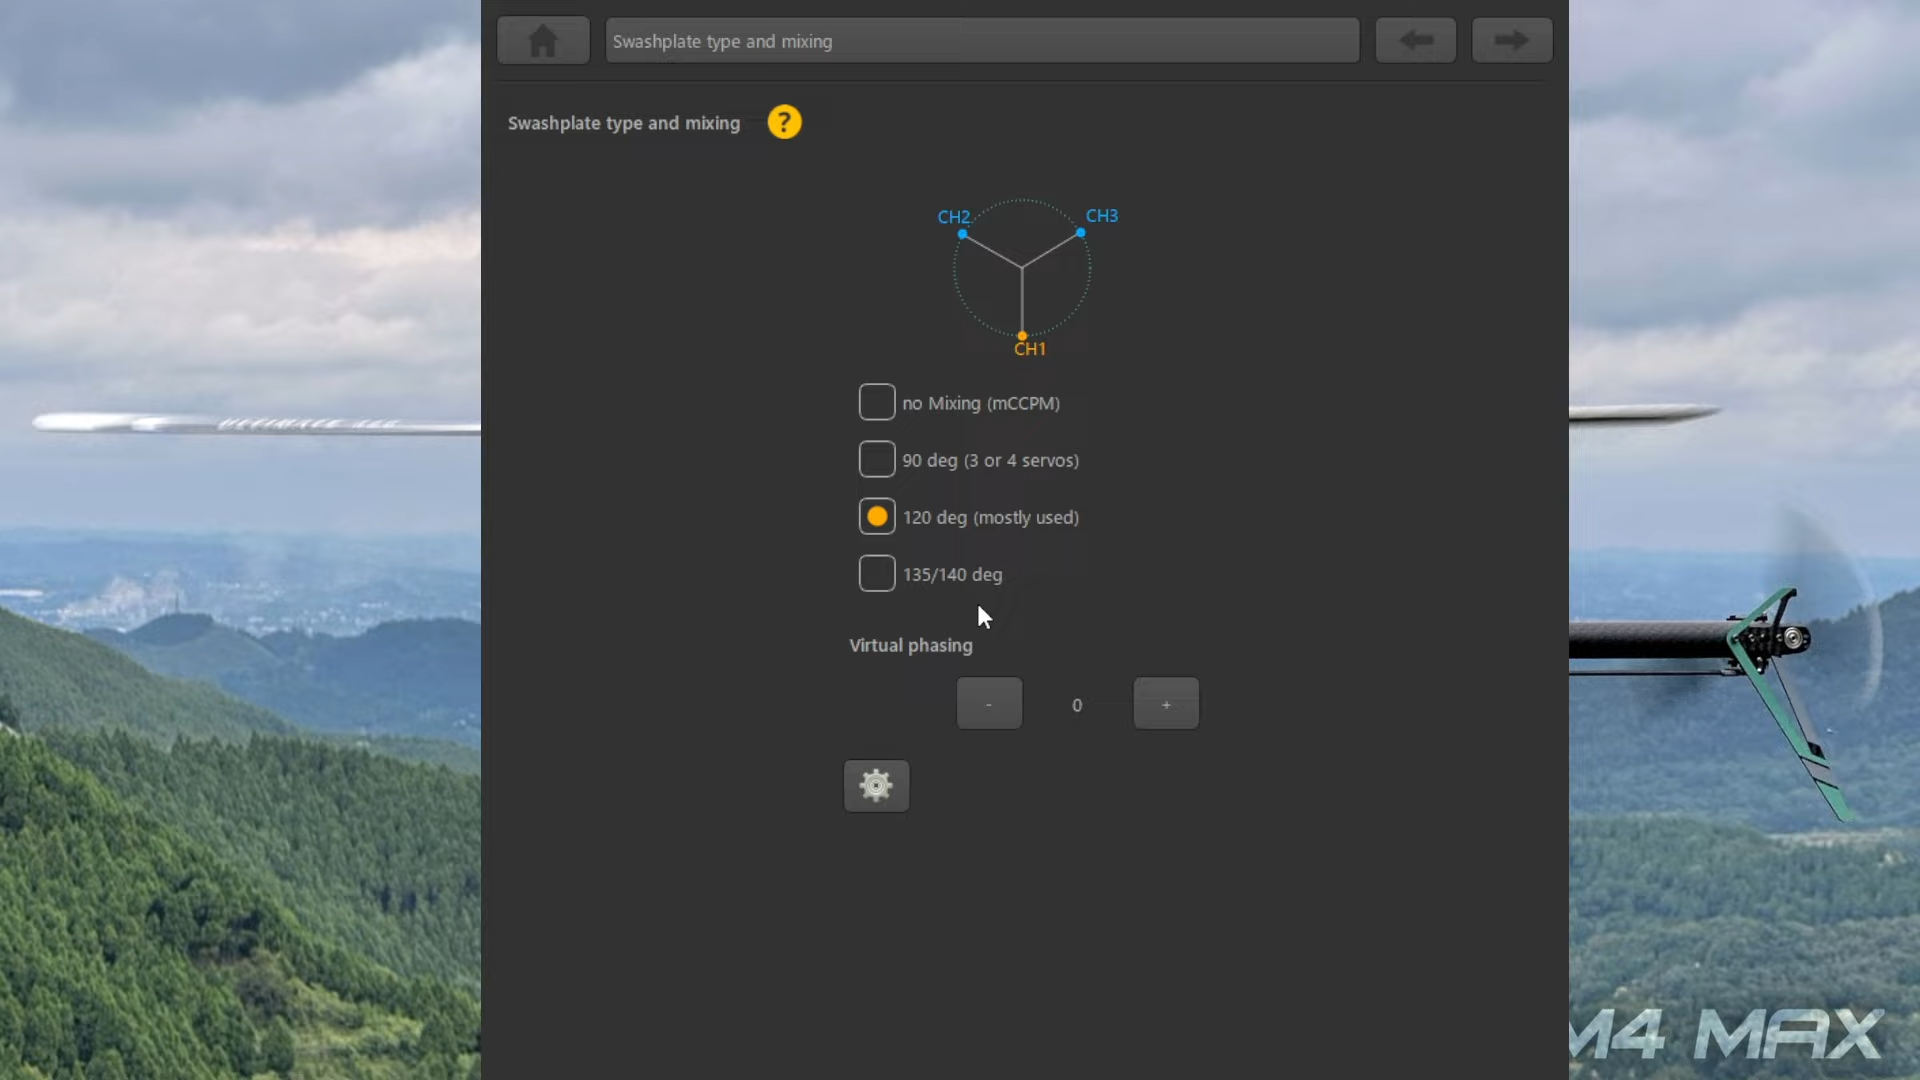 Swashplate type and mixing
Swashplate type and mixing ?
CH2 CH3
CH1
no Mixing (mCCPM)
90 deg (3 or 4 servos)
120 deg (mostly used)
135/140 deg
Virtual phasing
- 0 +
M4 MAX